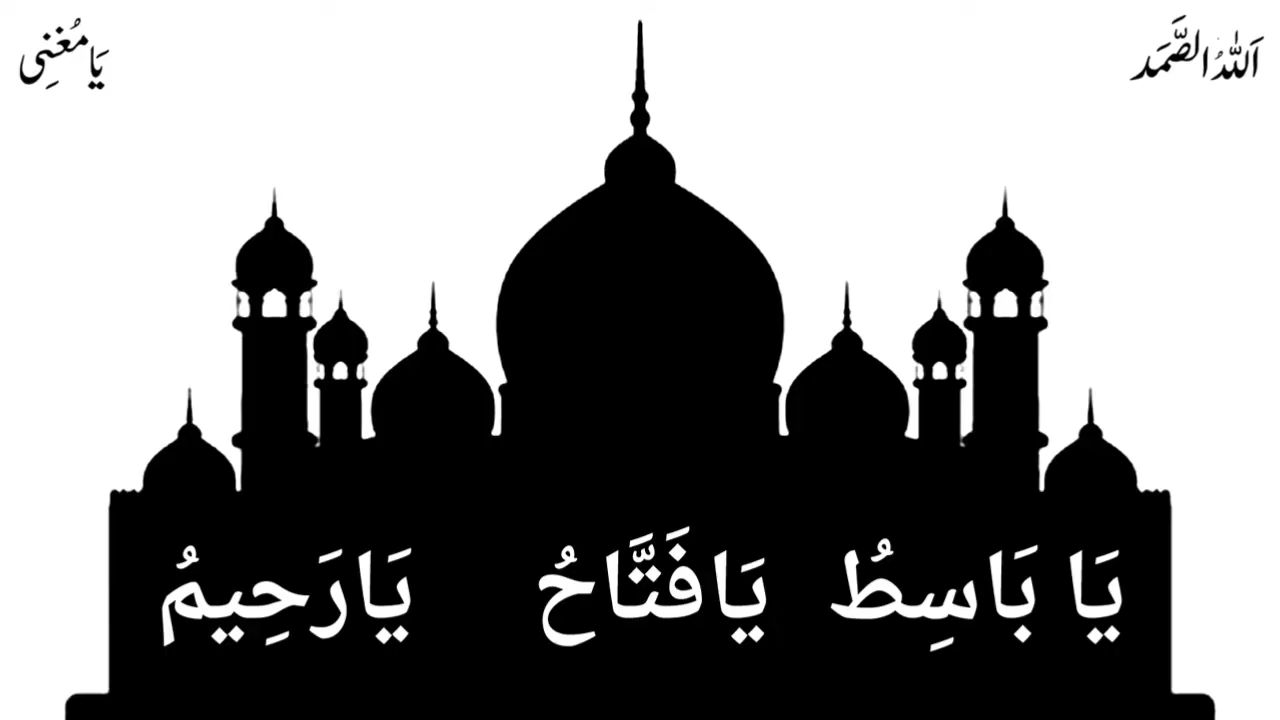 اَللّٰهُ الصَّمَد
يَا مُغْنِی
يَا بَاسِطُ يَافَتَّاحُ يَارَحِيمُ